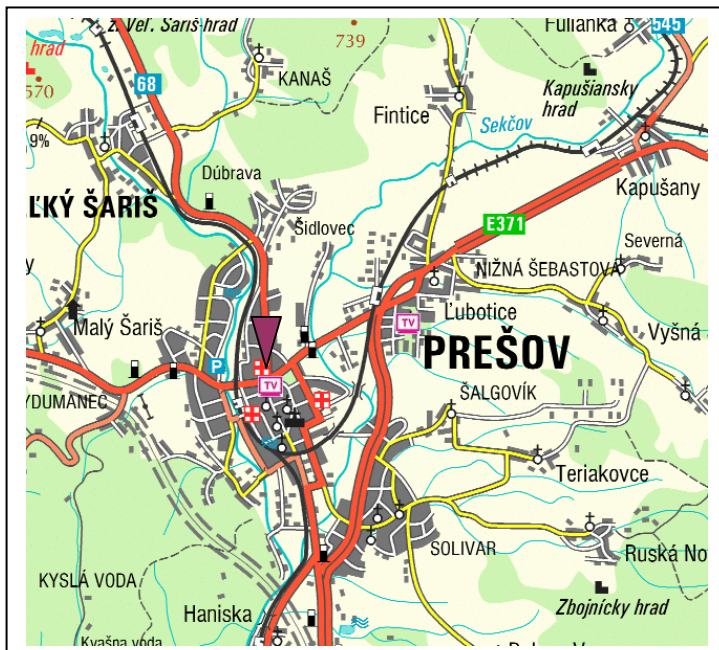 z. Veľ. Šariš-hrad
739
Fulianka
545
hrad
570
68
KANAŠ
Kapušiansky
hrad
Fintice
Sekčov
9%
Dúbrava
Kapušany
ĽKÝ ŠARIŠ
Šidlovec
E371
Severná
y
NIŽNÁ ŠEBASTOVÁ
Malý Šariš
Ľubotice
TV
Vyšná Š
P
PREŠOV
TV
YDUMANEC
ŠALGOVÍK
Teriakovce
SOLIVAR
Ruská No
KYSLÁ VODA
Zbojnícky hrad
Haniska
Kvašna voda